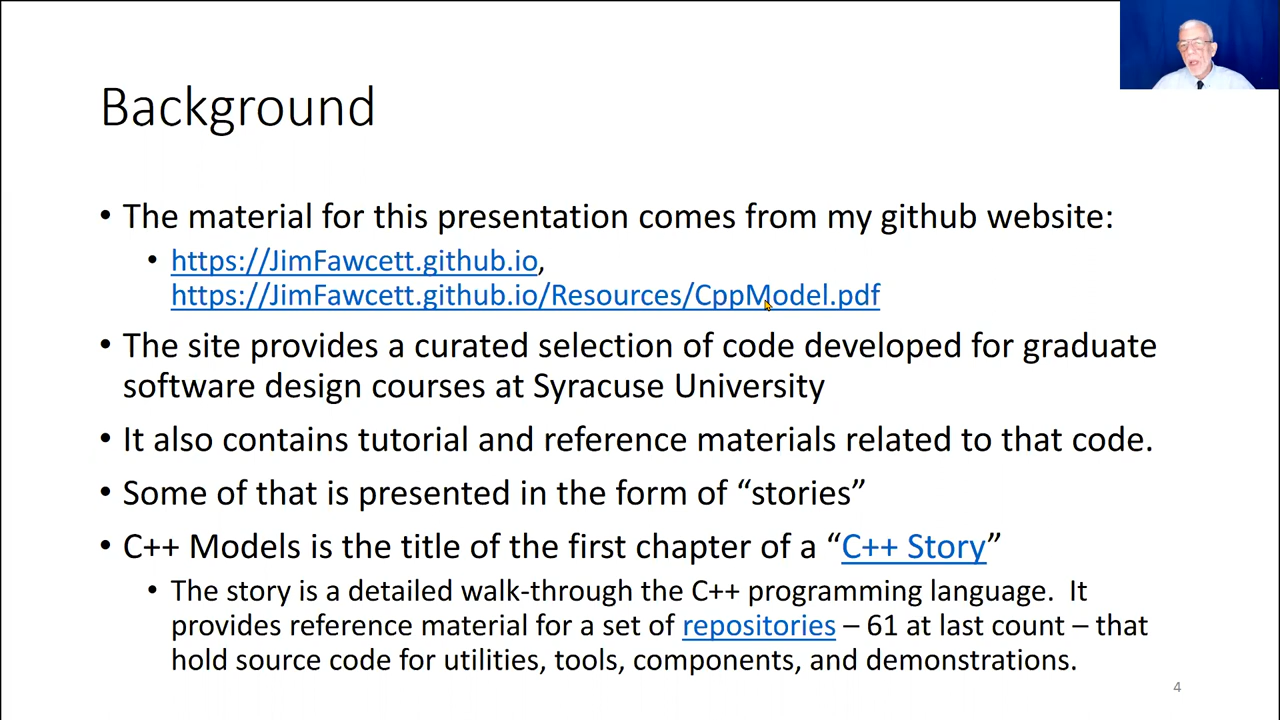 Background
• The material for this presentation comes from my github website:
• https://JimFawcett.github.io,
https://JimFawcett.github.io/Resources/CppModel.pdf
• The site provides a curated selection of code developed for graduate
software design courses at Syracuse University
• It also contains tutorial and reference materials related to that code.
• Some of that is presented in the form of “stories”
• C++ Models is the title of the first chapter of a “C++ Story”
• The story is a detailed walk-through the C++ programming language.  It
provides reference material for a set of repositories – 61 at last count – that
hold source code for utilities, tools, components, and demonstrations.
4